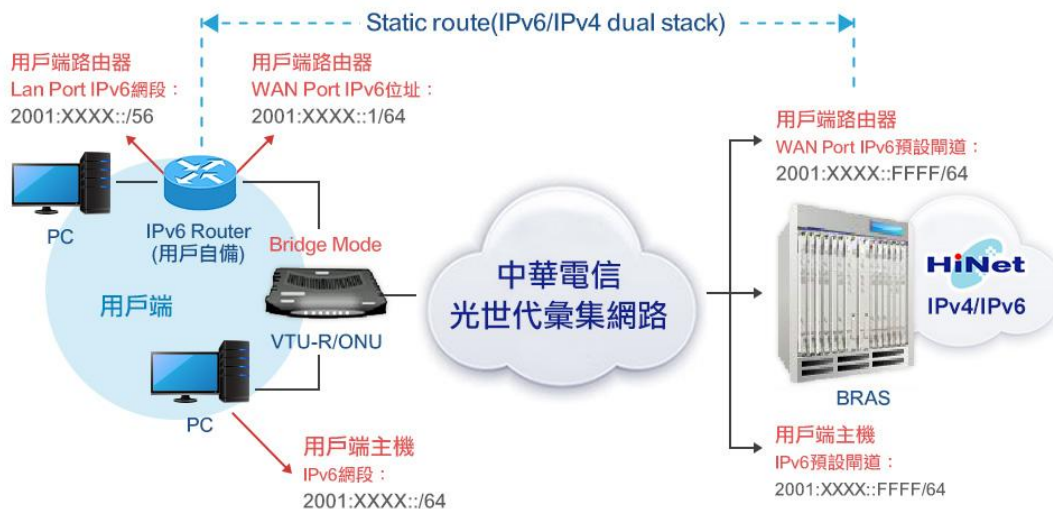 Static route(IPv6/IPv4 dual stack)
用戶端路由器
Lan Port IPv6網段：
2001:XXXX::/56
用戶端路由器
WAN Port IPv6位址：
2001:XXXX::1/64
用戶端路由器
WAN Port IPv6預設閘道：
2001:XXXX::FFFF/64
PC
IPv6 Router
(用戶自備)
Bridge Mode
用戶端
VTU-R/ONU
中華電信
光世代彙集網路
HiNet
IPv4/IPv6
BRAS
PC
用戶端主機
IPv6網段：
2001:XXXX::/64
用戶端主機
IPv6預設閘道：
2001:XXXX::FFFF/64